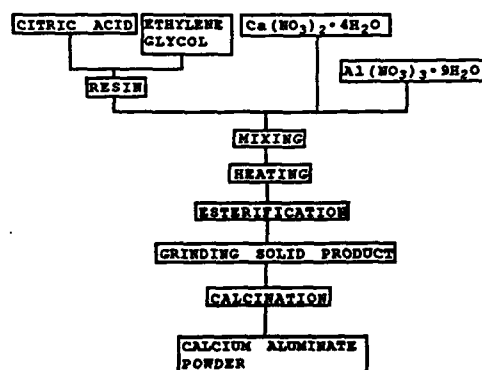 CITRIC ACID
ETHYLENE
GLYCOL
Ca(NO₃)₂•4H₂O
Al(NO₃)₃•9H₂O
RESIN
MIXING
HEATING
ESTERIFICATION
GRINDING SOLID PRODUCT
CALCINATION
CALCIUM ALUMINATE
POWDER